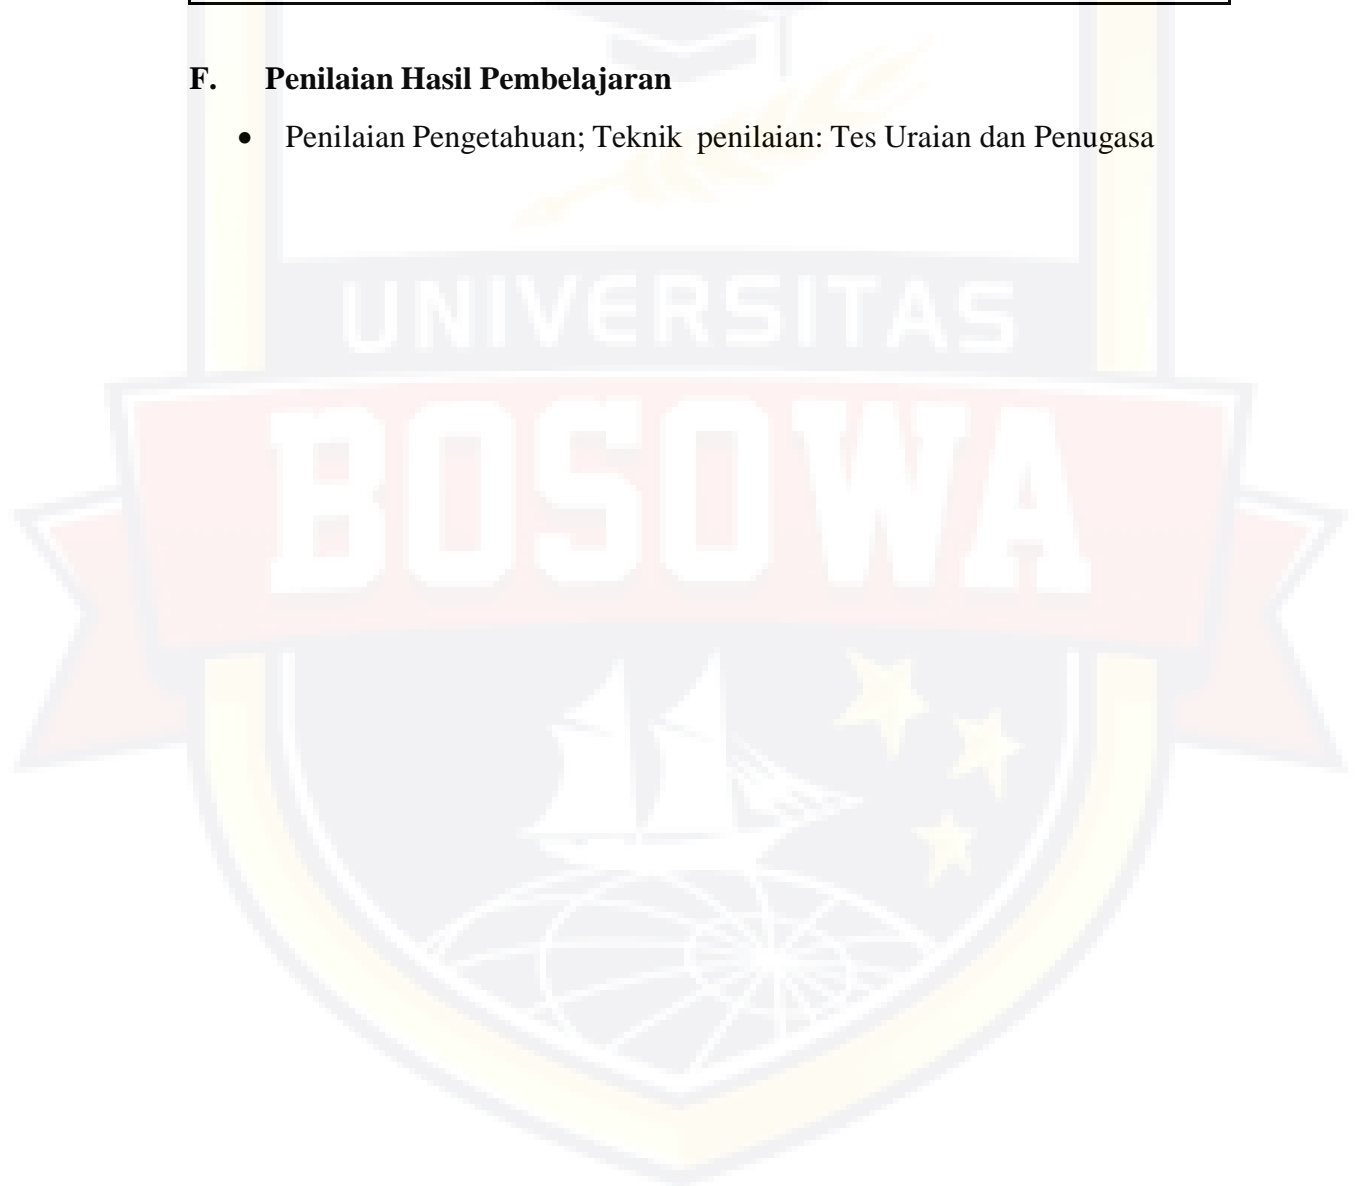 F. Penilaian Hasil Pembelajaran
• Penilaian Pengetahuan; Teknik penilaian: Tes Uraian dan Penugasa
UNIVERSITAS
BOSOWA